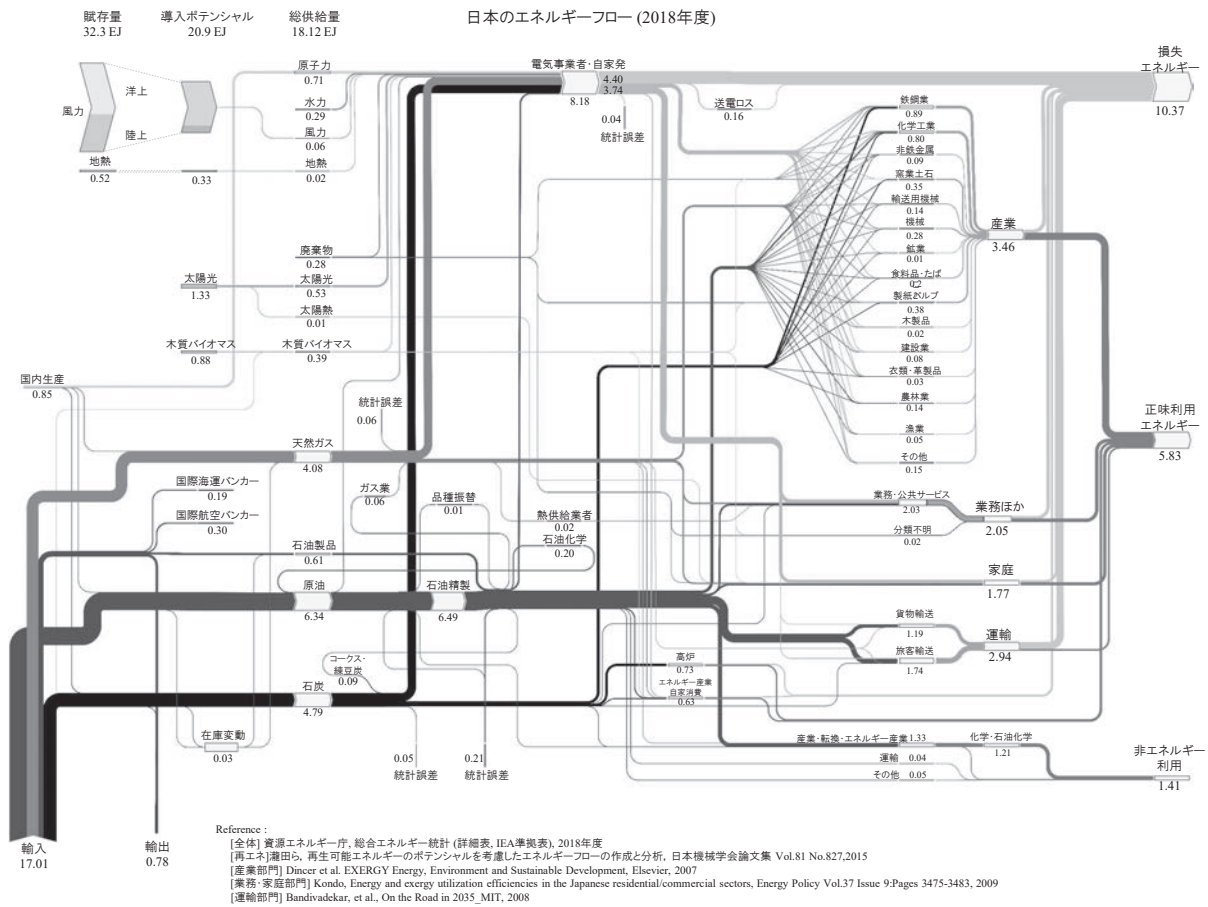 日本のエネルギーフロー (2018年度)
賦存量
32.3 EJ
導入ポテンシャル
20.9 EJ
総供給量
18.12 EJ
風力
洋上
陸上
地熱
0.52
0.33
原子力
0.71
水力
0.29
風力
0.06
地熱
0.02
廃棄物
0.28
太陽光
1.33
太陽光
0.53
太陽熱
0.01
木質バイオマス
0.88
木質バイオマス
0.39
国内生産
0.85
統計誤差
0.06
天然ガス
4.08
国際海運バンカー
0.19
国際航空バンカー
0.30
ガス業
0.06
品種振替
0.01
熱供給業者
0.02
石油化学
0.20
石油製品
0.61
原油
6.34
石油精製
6.49
コークス・
練豆炭
0.09
石炭
4.79
在庫変動
0.03
0.05
統計誤差
0.21
統計誤差
輸入
17.01
輸出
0.78
電気事業者・自家発
4.40
3.74
8.18
0.04
統計誤差
送電ロス
0.16
鉄鋼業
0.89
化学工業
0.80
非鉄金属
0.09
窯業土石
0.35
輸送用機械
0.14
機械
0.28
鉱業
0.01
食料品・たば
こ
0.2
製紙パルプ
0.38
木製品
0.02
建設業
0.08
衣類・革製品
0.03
農林業
0.14
漁業
0.05
その他
0.15
産業
3.46
業務・公共サービス
2.03
分類不明
0.02
業務ほか
2.05
家庭
1.77
貨物輸送
1.19
旅客輸送
1.74
運輸
2.94
高炉
0.73
エネルギー産業
自家消費
0.63
産業・転換・エネルギー産業 1.33
運輸 0.04
その他 0.05
化学・石油化学
1.21
損失
エネルギー
10.37
正味利用
エネルギー
5.83
非エネルギー
利用
1.41
Reference :
[全体] 資源エネルギー庁, 総合エネルギー統計 (詳細表, IEA準拠表), 2018年度
[再エネ]瀧田ら, 再生可能エネルギーのポテンシャルを考慮したエネルギーフローの作成と分析, 日本機械学会論文集 Vol.81 No.827,2015
[産業部門] Dincer et al. EXERGY Energy, Environment and Sustainable Development, Elsevier, 2007
[業務・家庭部門] Kondo, Energy and exergy utilization efficiencies in the Japanese residential/commercial sectors, Energy Policy Vol.37 Issue 9:Pages 3475-3483, 2009
[運輸部門] Bandivadekar, et al., On the Road in 2035_MIT, 2008